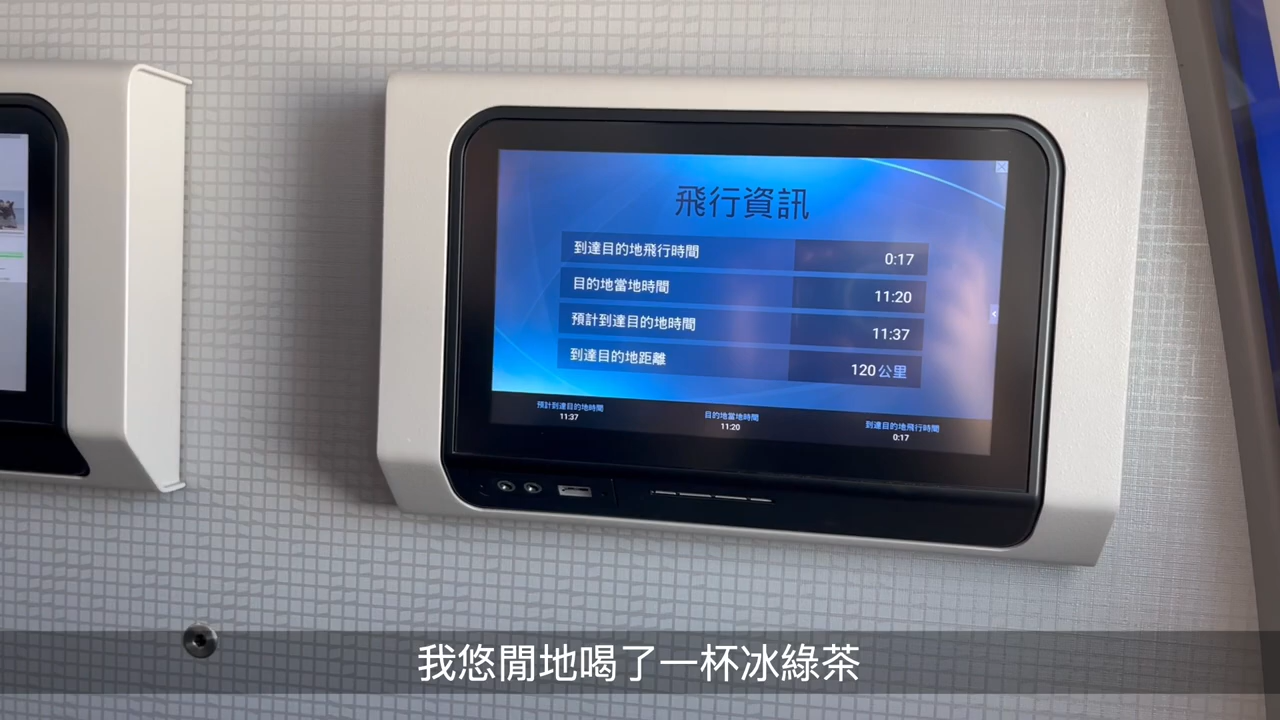 飛行資訊
到達目的地飛行時間 0:17
目的地當地時間 11:20
預計到達目的地時間 11:37
到達目的地距離 120公里
預計到達目的地時間 目的地當地時間 到達目的地飛行時間
11:37 11:20 0:17
我悠閒地喝了一杯冰綠茶